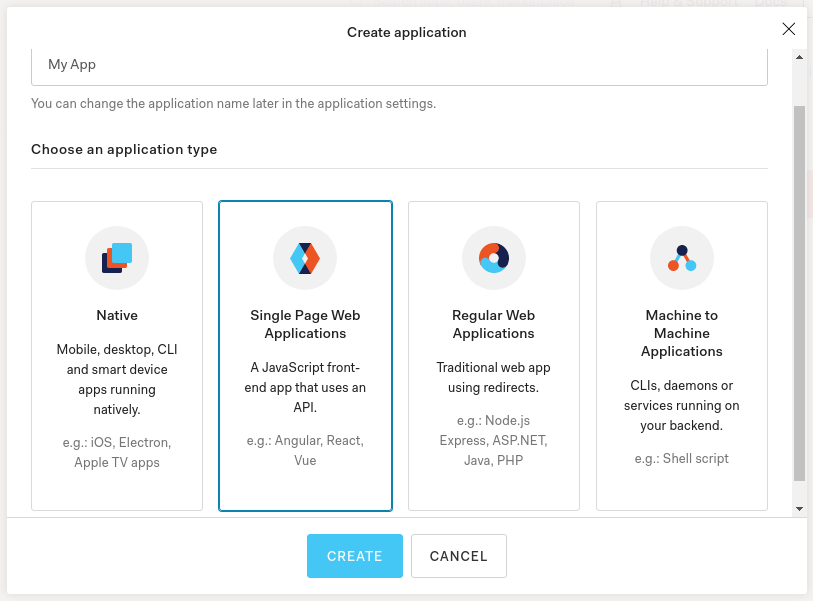 Help & Support
Docs
Create application
My App
You can change the application name later in the application settings.
Choose an application type
Native
Mobile, desktop, CLI
and smart device
apps running
natively.
e.g.: iOS, Electron,
Apple TV apps
Single Page Web
Applications
A JavaScript front-
end app that uses an
API.
e.g.: Angular, React,
Vue
Regular Web
Applications
Traditional web app
using redirects.
e.g.: Node.js
Express, ASP.NET,
Java, PHP
Machine to
Machine
Applications
CLIs, daemons or
services running on
your backend.
e.g.: Shell script
CREATE
CANCEL